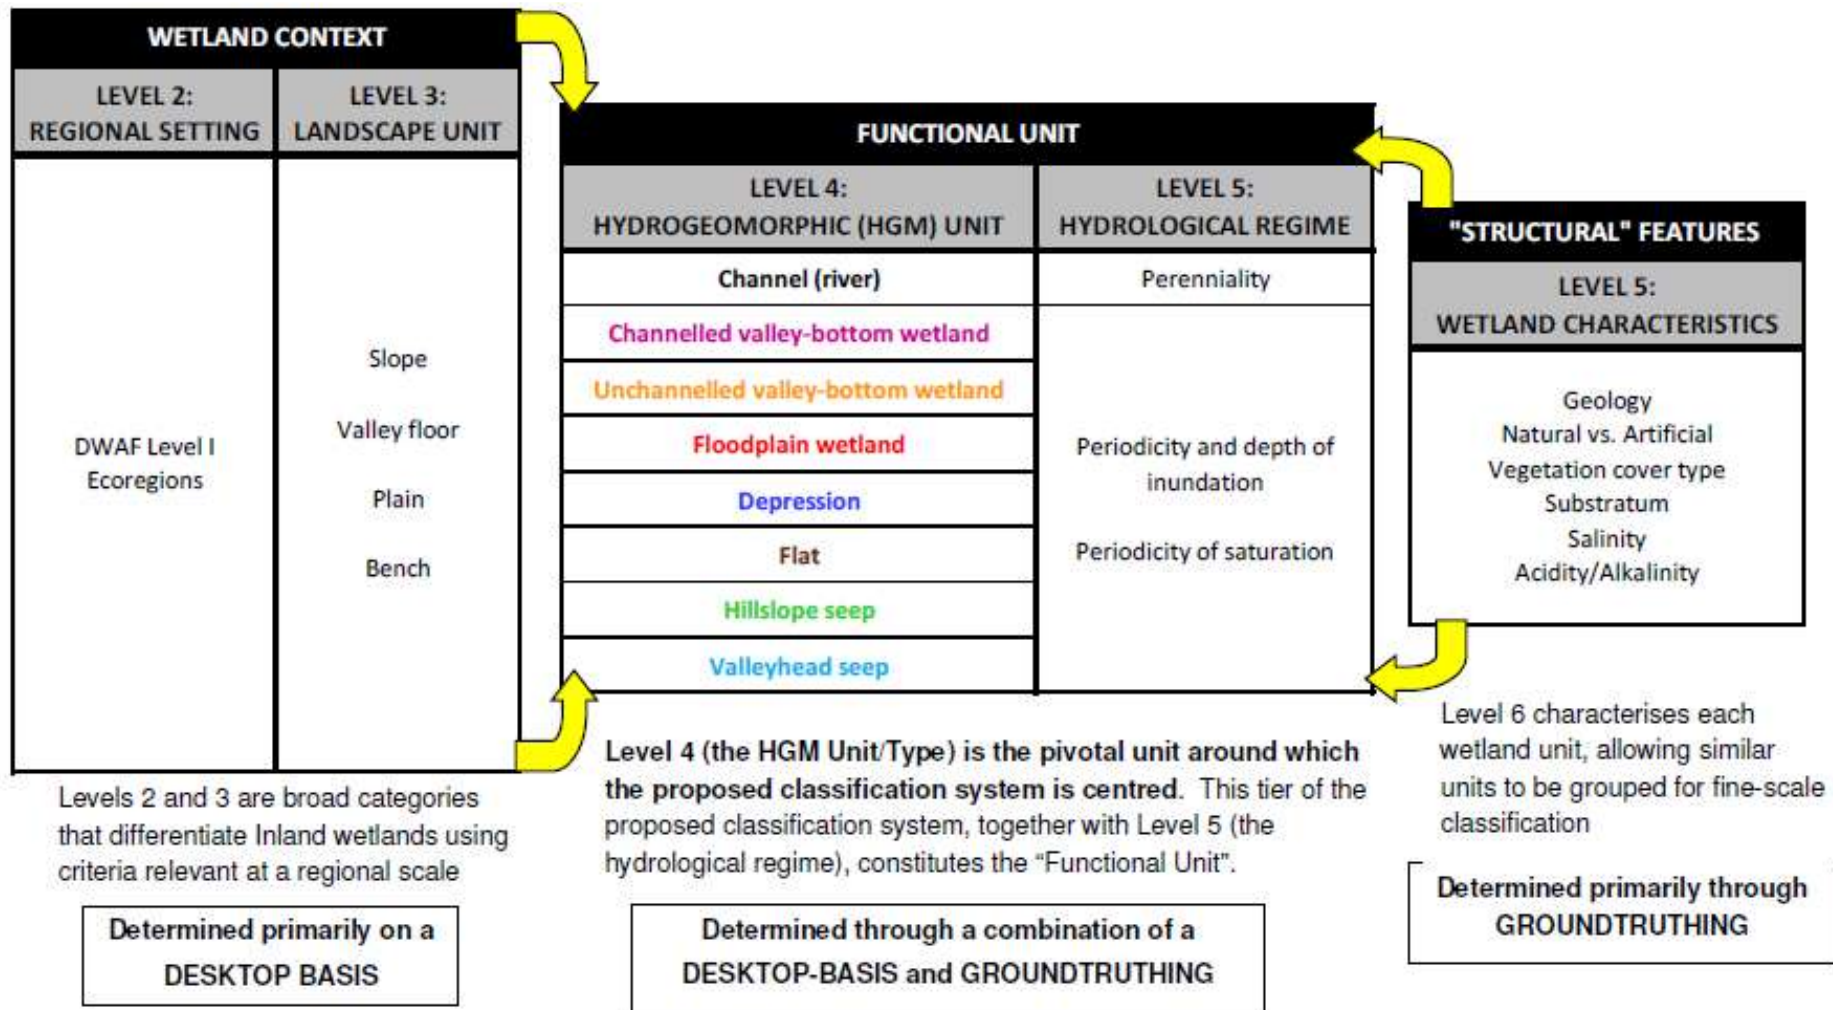 WETLAND CONTEXT
LEVEL 2:
REGIONAL SETTING
LEVEL 3:
LANDSCAPE UNIT
DWAF Level I
Ecoregions
Slope
Valley floor
Plain
Bench
Levels 2 and 3 are broad categories
that differentiate Inland wetlands using
criteria relevant at a regional scale
Determined primarily on a
DESKTOP BASIS
FUNCTIONAL UNIT
LEVEL 4:
HYDROGEOMORPHIC (HGM) UNIT
LEVEL 5:
HYDROLOGICAL REGIME
Channel (river)
Perenniality
Channelled valley-bottom wetland
Unchannelled valley-bottom wetland
Floodplain wetland
Depression
Flat
Hillslope seep
Valleyhead seep
Periodicity and depth of
inundation
Periodicity of saturation
Level 4 (the HGM Unit/Type) is the pivotal unit around which
the proposed classification system is centred. This tier of the
proposed classification system, together with Level 5 (the
hydrological regime), constitutes the “Functional Unit”.
Determined through a combination of a
DESKTOP-BASIS and GROUNDTRUTHING
"STRUCTURAL" FEATURES
LEVEL 5:
WETLAND CHARACTERISTICS
Geology
Natural vs. Artificial
Vegetation cover type
Substratum
Salinity
Acidity/Alkalinity
Level 6 characterises each
wetland unit, allowing similar
units to be grouped for fine-scale
classification
Determined primarily through
GROUNDTRUTHING